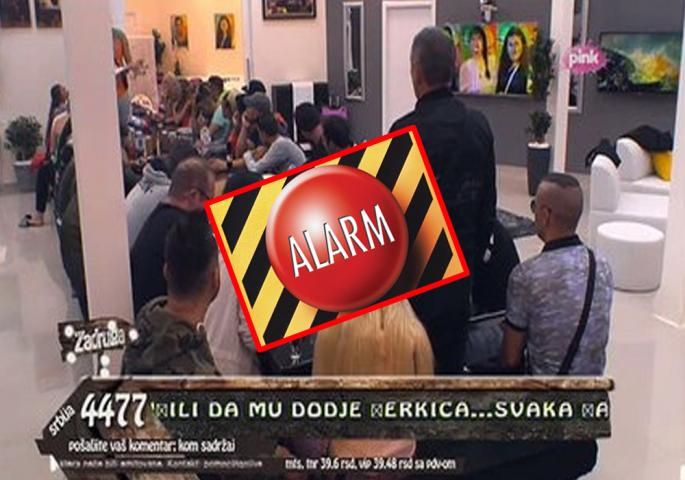 pink
ALARM
Zadruga
srbija 4477 ILI DA MU DODJE ERKICA...SVAKA A
pošaljite vaš komentar: kom sadržaj
mts, tnr 39.6 rsd, vip 39.48 rsd sa pdv-om